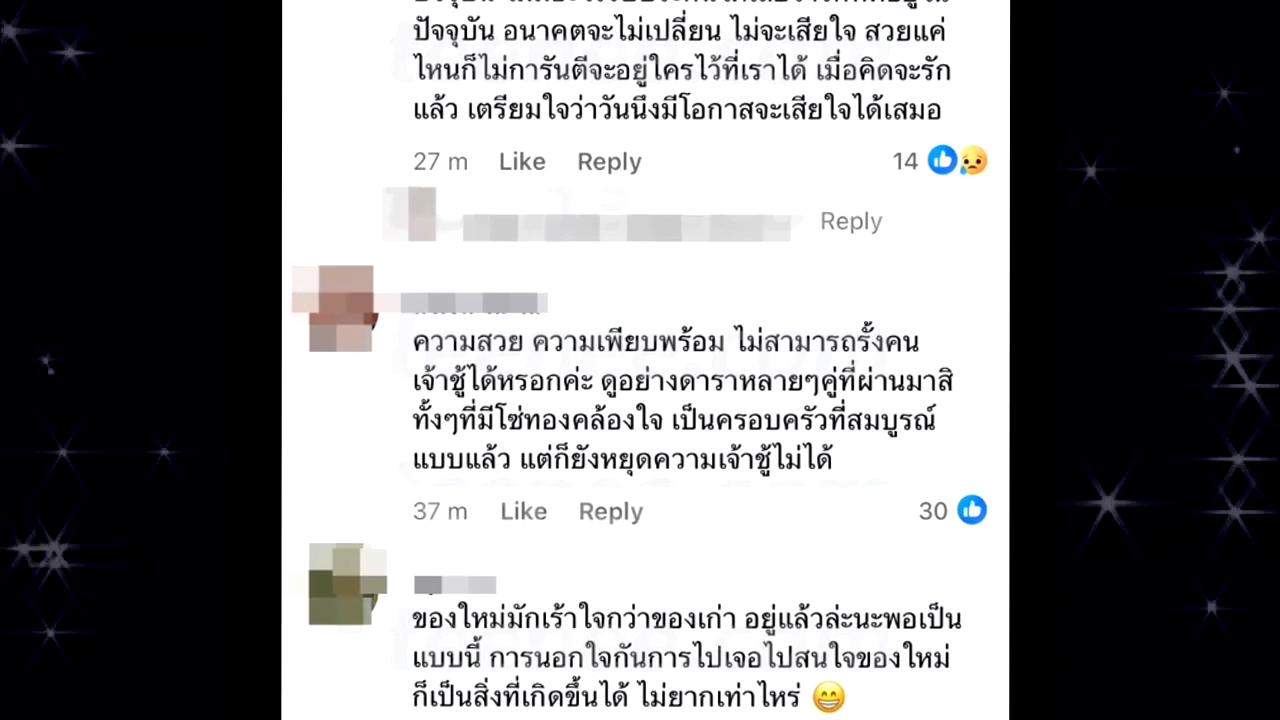 ปัจจุบัน อนาคตจะไม่เปลี่ยน ไม่จะเสียใจ สวยแค่
ไหนก็ไม่การันตีจะอยู่ใครไว้ที่เราได้ เมื่อคิดจะรัก
แล้ว เตรียมใจว่าวันนึงมีโอกาสจะเสียใจได้เสมอ
27 m Like Reply 14
Reply
ความสวย ความเพียบพร้อม ไม่สามารถรั้งคน
เจ้าชู้ได้หรอกค่ะ ดูอย่างดาราหลายๆคู่ที่ผ่านมาสิ
ทั้งๆที่มีโซ่ทองคล้องใจ เป็นครอบครัวที่สมบูรณ์
แบบแล้ว แต่ก็ยังหยุดความเจ้าชู้ไม่ได้
37 m Like Reply 30
ของใหม่มักเร้าใจกว่าของเก่า อยู่แล้วล่ะนะพอเป็น
แบบนี้ การนอกใจกันการไปเจอไปสนใจของใหม่
ก็เป็นสิ่งที่เกิดขึ้นได้ ไม่ยากเท่าไหร่ 😁